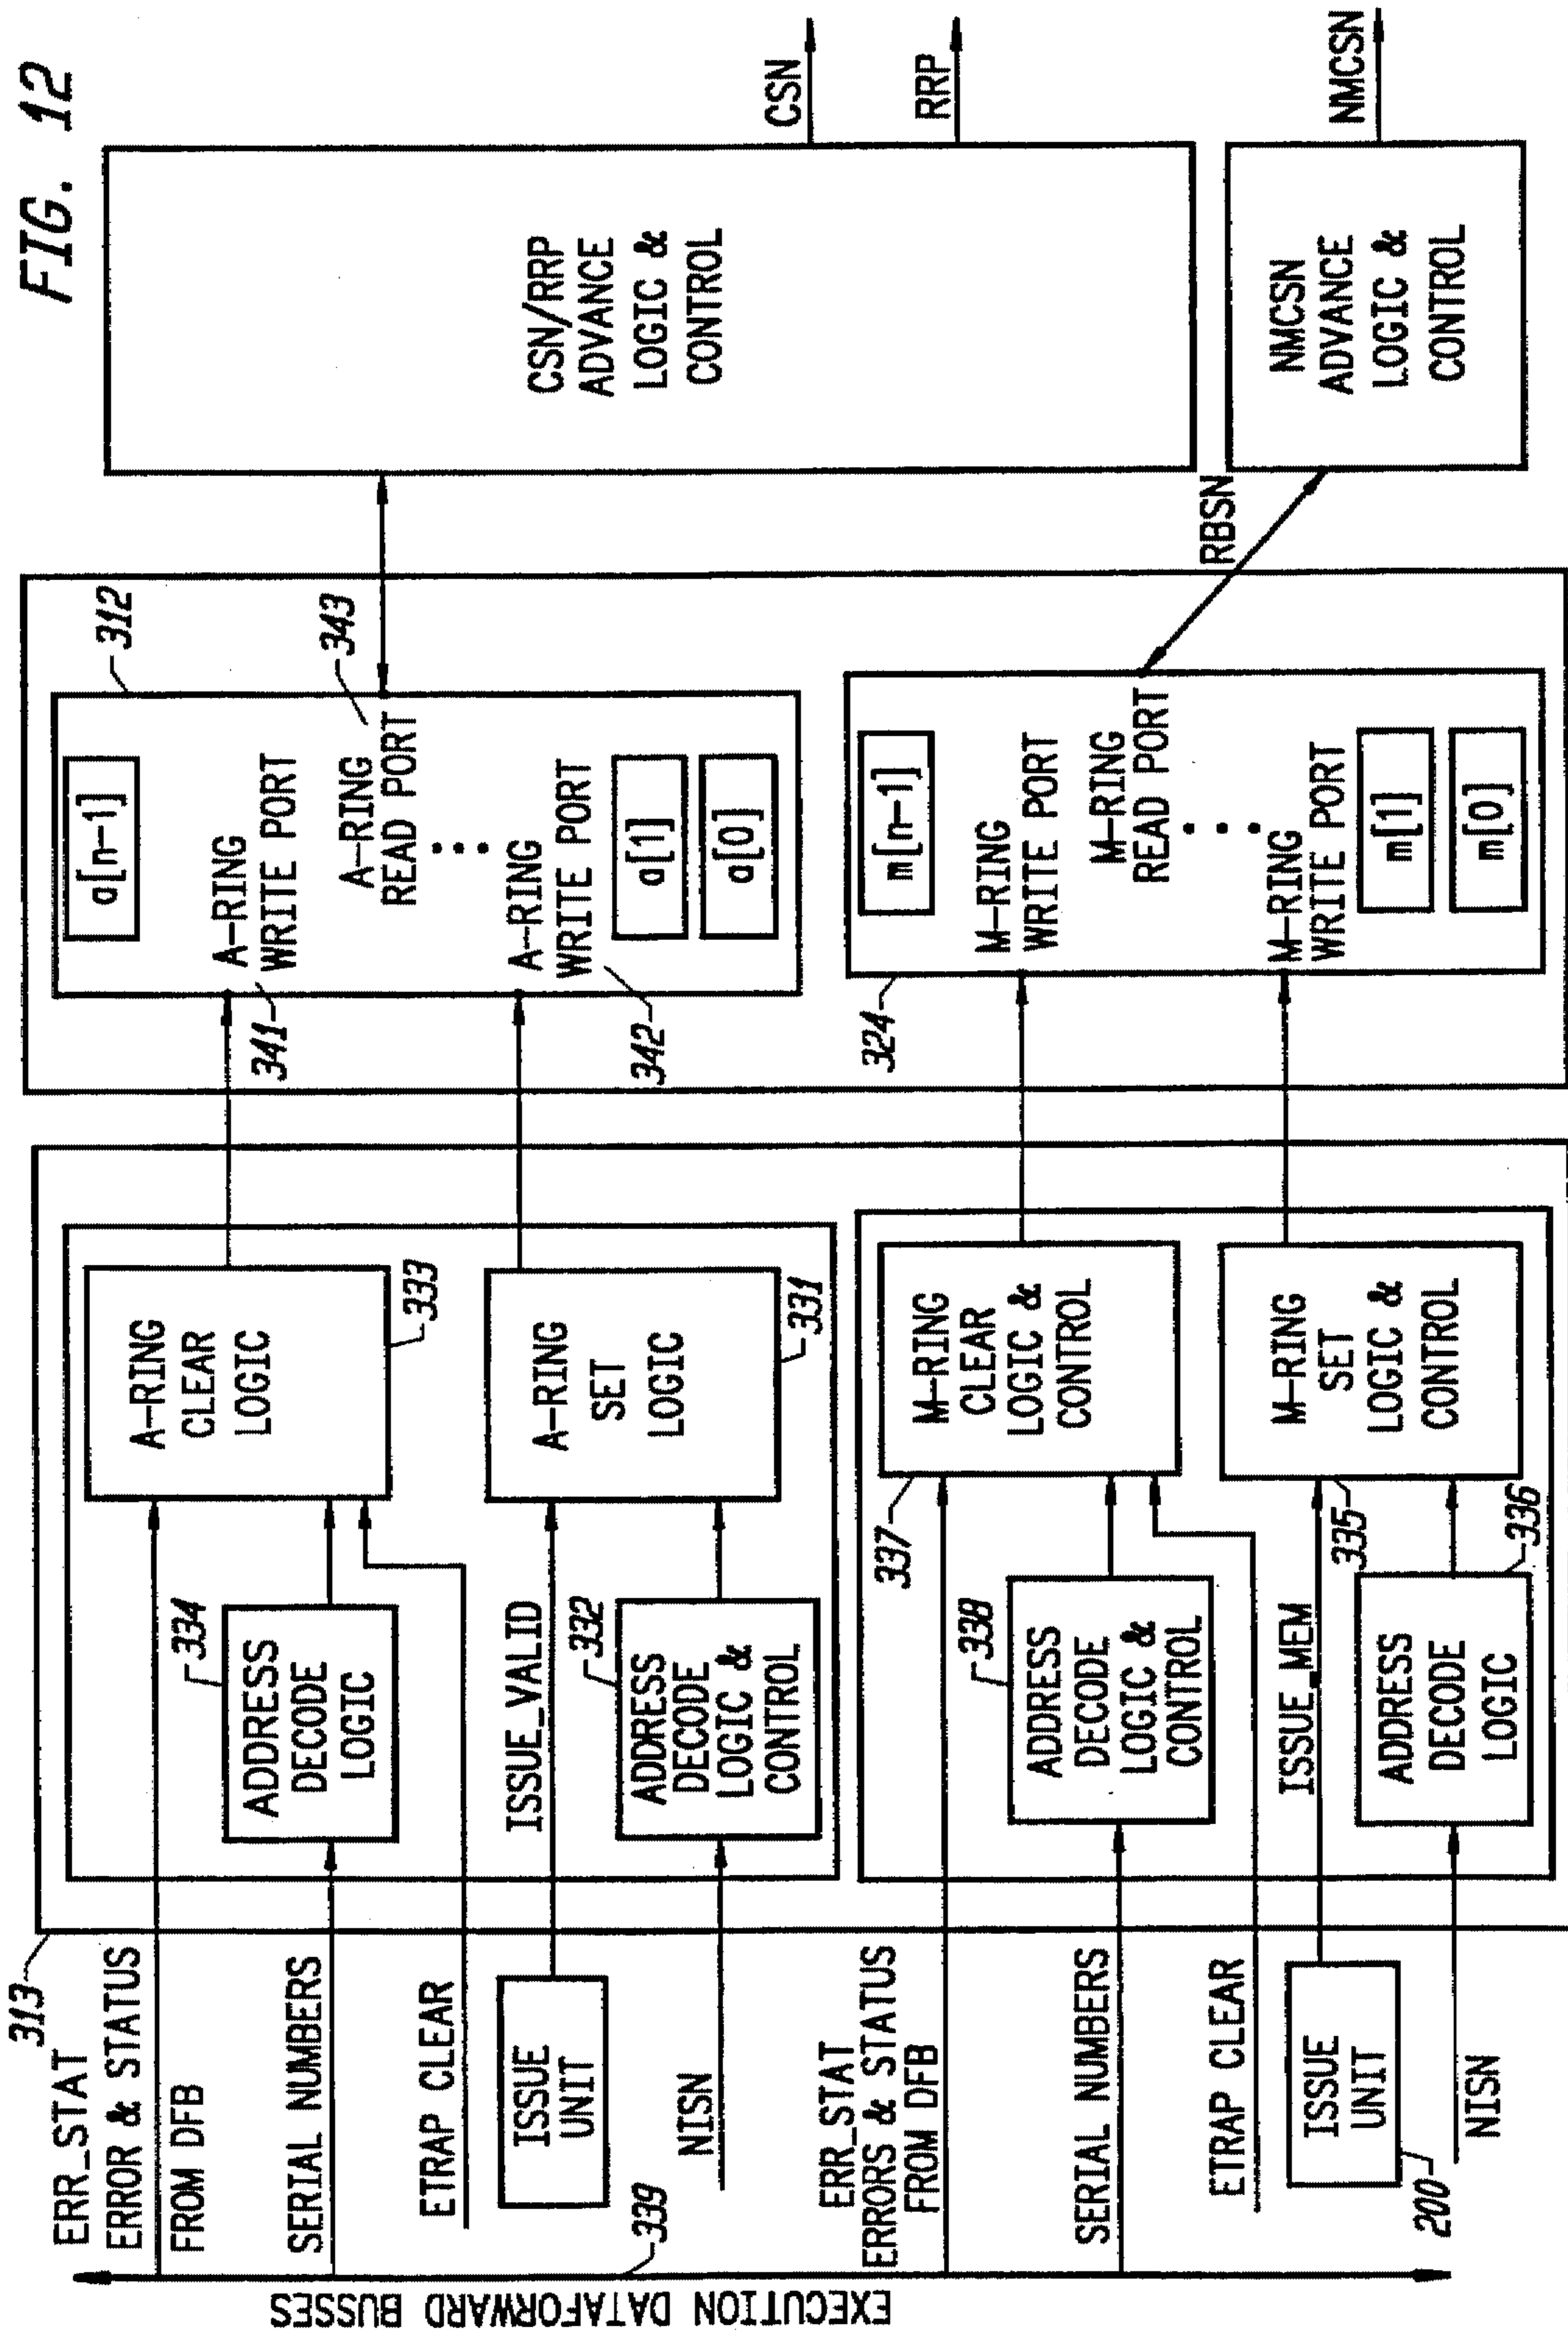 FIG. 12
313
ERR_STAT
ERROR & STATUS
FROM DFB
SERIAL NUMBERS
ETRAP CLEAR
ISSUE
UNIT
NISN
334
ADDRESS
DECODE
LOGIC
ISSUE_VALID
332
ADDRESS
DECODE
LOGIC &
CONTROL
A-RING
CLEAR
LOGIC
333
A-RING
SET
LOGIC
331
341
342
312
a[n-1]
A-RING
WRITE PORT
A-RING
READ PORT
343
A-RING
WRITE PORT
a[1]
a[0]
CSN/RRP
ADVANCE
LOGIC &
CONTROL
CSN
RRP
EXECUTION DATAFORWARD BUSSES
339
ERR_STAT
ERRORS & STATUS
FROM DFB
SERIAL NUMBERS
ETRAP CLEAR
ISSUE
UNIT
200
NISN
338
ADDRESS
DECODE
LOGIC &
CONTROL
ISSUE_MEM
ADDRESS
DECODE
LOGIC
336
337
M-RING
CLEAR
LOGIC &
CONTROL
335
M-RING
SET
LOGIC &
CONTROL
324
m[n-1]
M-RING
WRITE PORT
M-RING
READ PORT
M-RING
WRITE PORT
m[1]
m[0]
RBSN
NMCSN
ADVANCE
LOGIC &
CONTROL
NMCSN